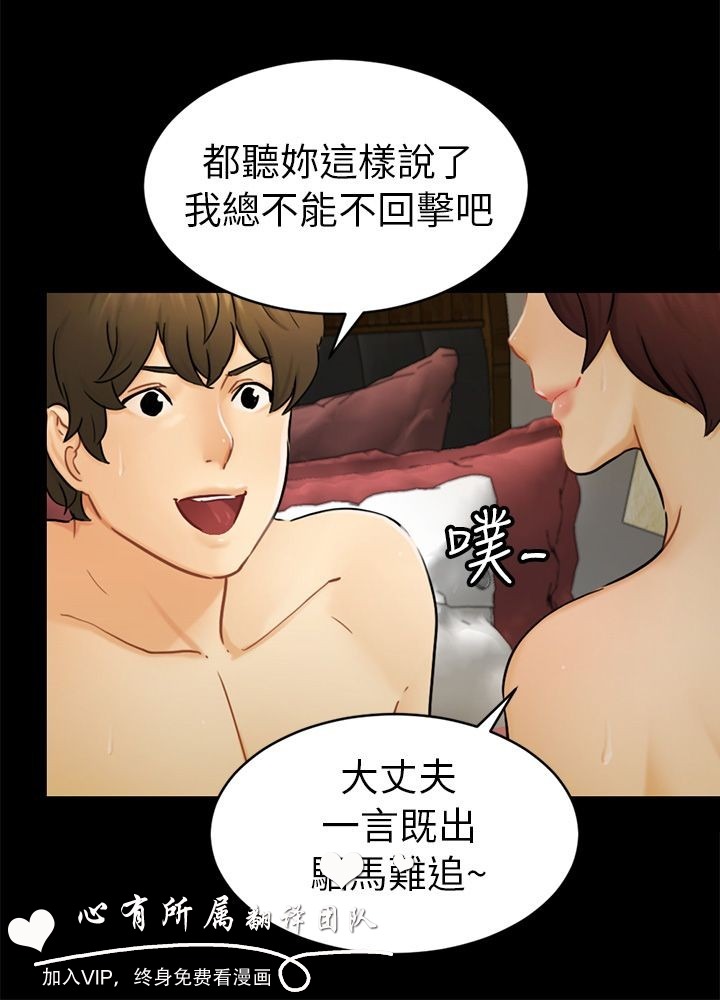 都聽妳這樣說了
我總不能不回擊吧
噗~
大丈夫
一言既出
駟馬難追~
心有所属翻译团队
加入VIP，终身免费看漫画